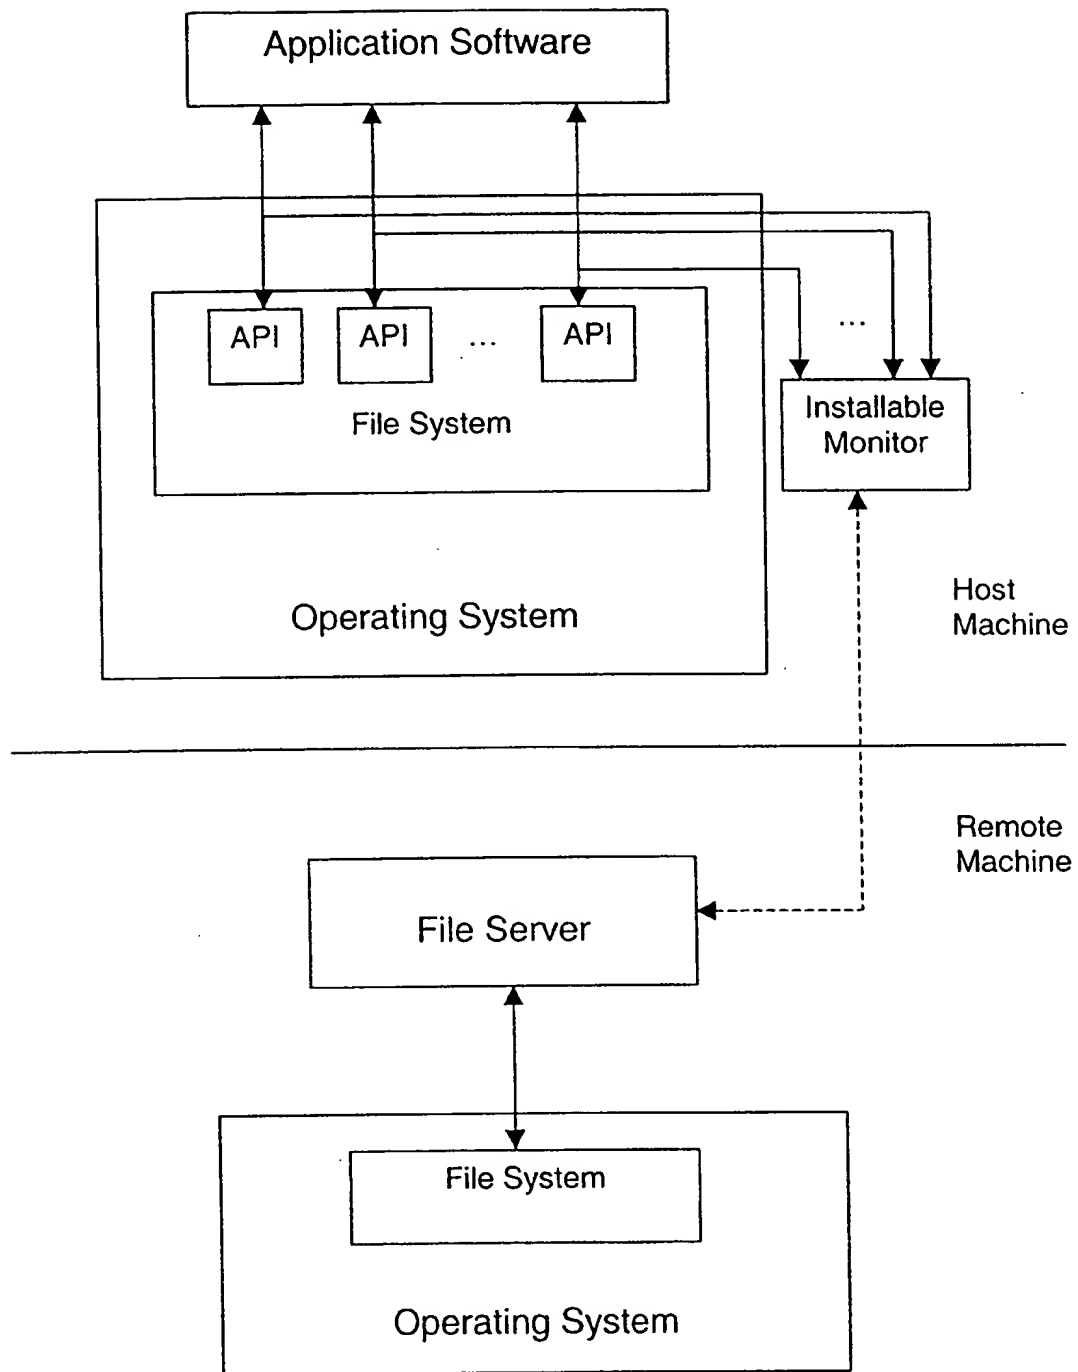 Application Software
API
API
...
API
...
File System
Installable
Monitor
Operating System
Host
Machine
Remote
Machine
File Server
File System
Operating System